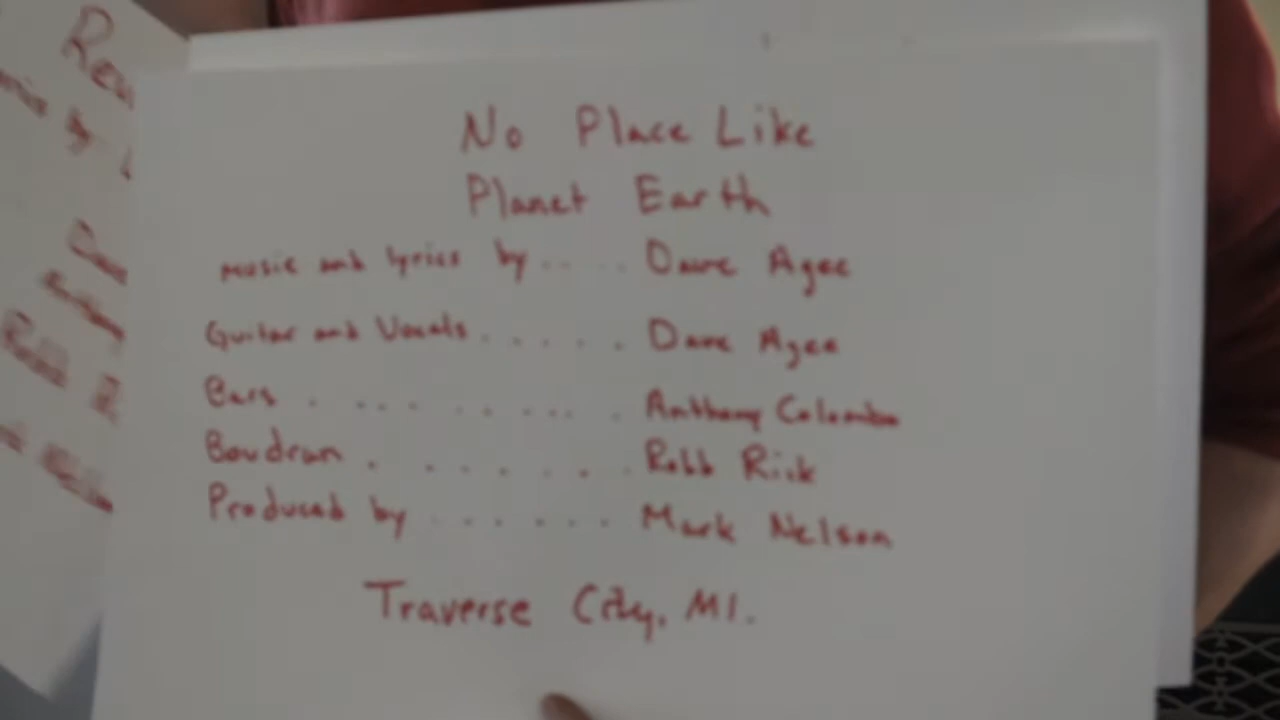 No Place Like
Planet Earth
Music and Lyrics by...... Dave Agee
Guitar and Vocals..... Dave Agee
Bass........... Anthony Colombo
Boudran....... Robb Rick
Produced by....... Mark Nelson
Traverse City, MI.